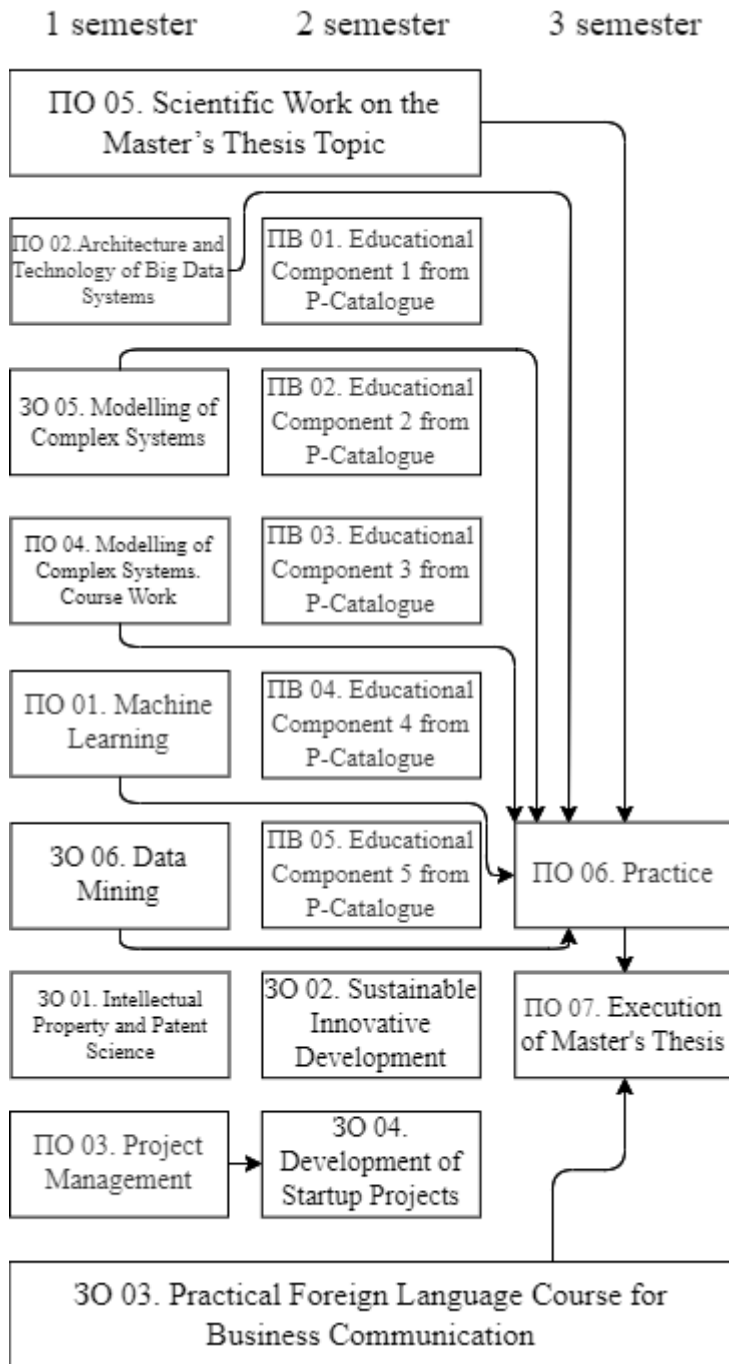 1 semester 2 semester 3 semester
ПО 05. Scientific Work on the
Master’s Thesis Topic
ПО 02.Architecture and
Technology of Big Data
Systems
ПВ 01. Educational
Component 1 from
P-Catalogue
ЗО 05. Modelling of
Complex Systems
ПВ 02. Educational
Component 2 from
P-Catalogue
ПО 04. Modelling of
Complex Systems.
Course Work
ПВ 03. Educational
Component 3 from
P-Catalogue
ПО 01. Machine
Learning
ПВ 04. Educational
Component 4 from
P-Catalogue
ЗО 06. Data
Mining
ПВ 05. Educational
Component 5 from
P-Catalogue
ПО 06. Practice
ЗО 01. Intellectual
Property and Patent
Science
ЗО 02. Sustainable
Innovative
Development
ПО 07. Execution
of Master's Thesis
ПО 03. Project
Management
ЗО 04.
Development of
Startup Projects
ЗО 03. Practical Foreign Language Course for
Business Communication